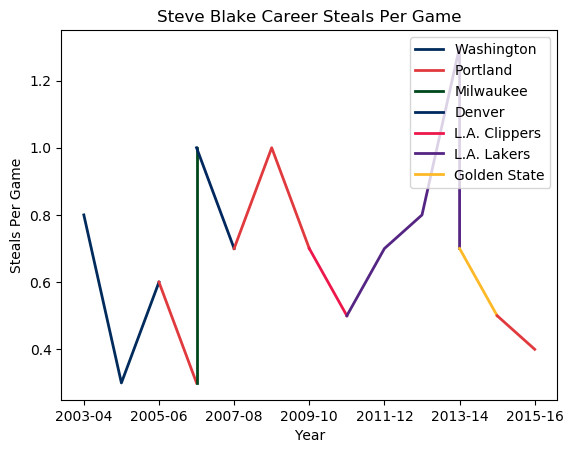 Steve Blake Career Steals Per Game
Washington
Portland
Milwaukee
Denver
L.A. Clippers
L.A. Lakers
Golden State
Steals Per Game
1.2
1.0
0.8
0.6
0.4
2003-04 2005-06 2007-08 2009-10 2011-12 2013-14 2015-16
Year